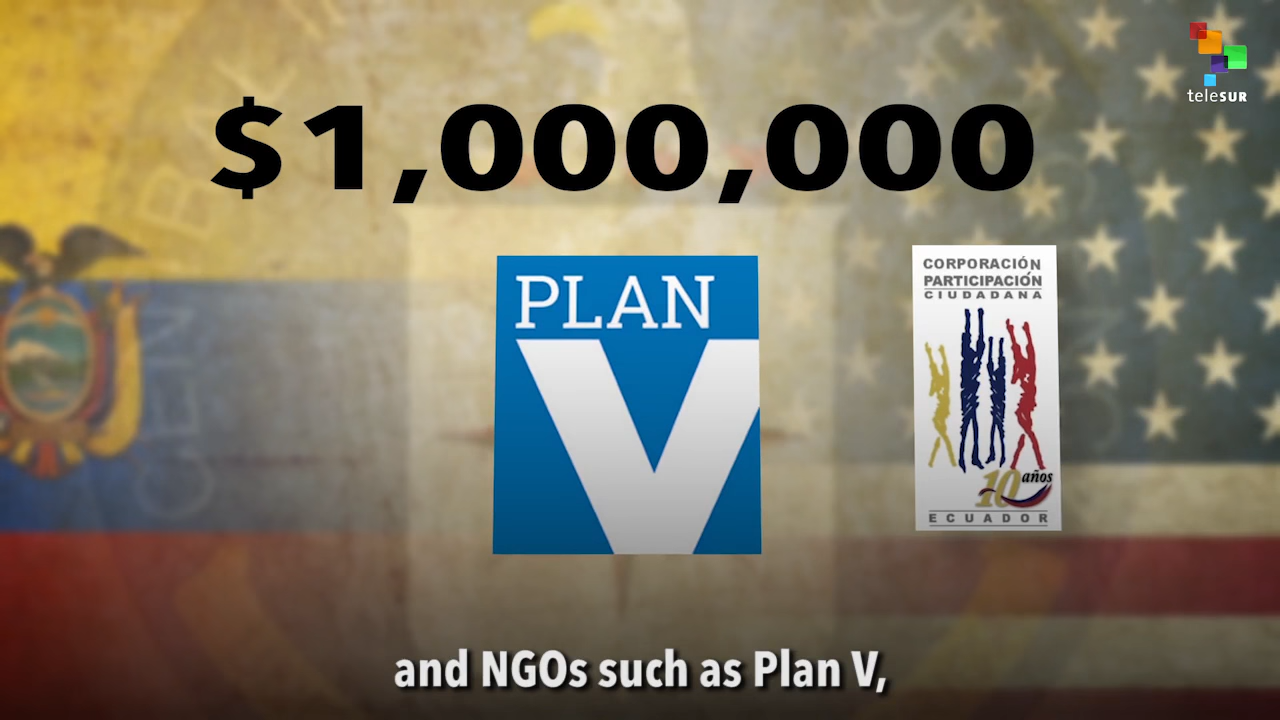 teleSUR
$1,000,000
PLAN
V
CORPORACIÓN
PARTICIPACIÓN
CIUDADANA
10 años
ECUADOR
and NGOs such as Plan V,